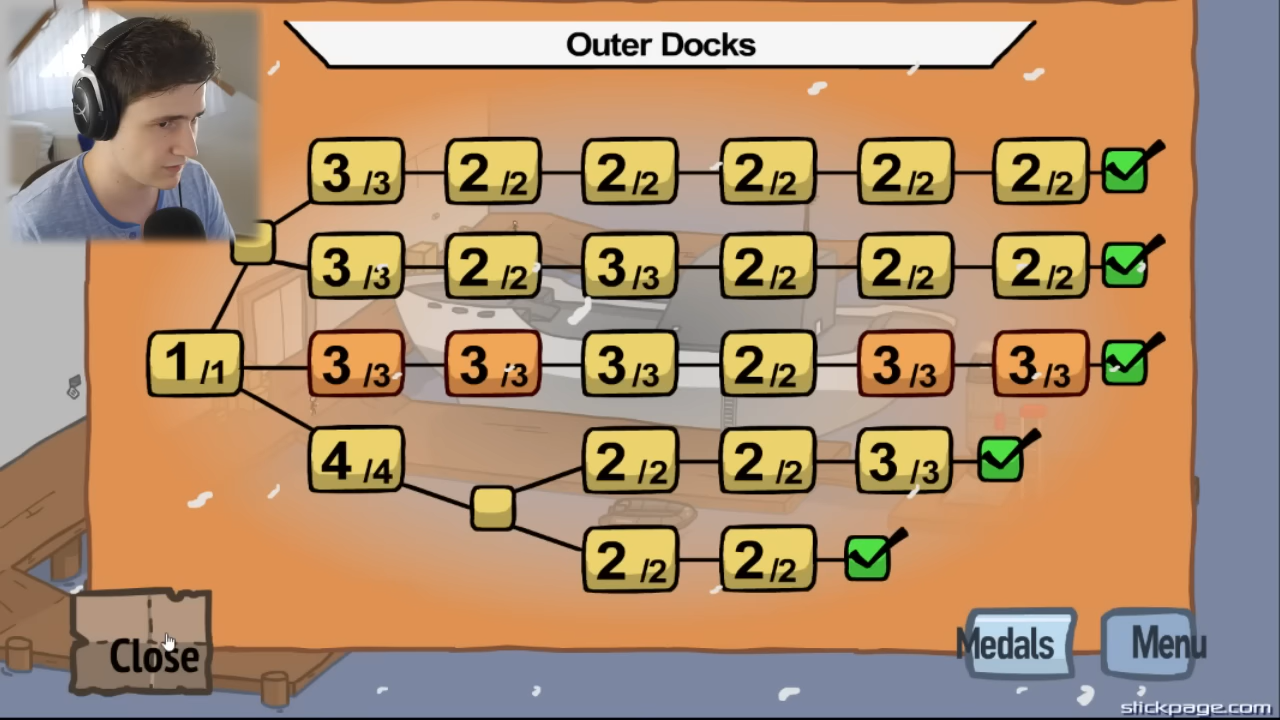 Outer Docks
3/3 2/2 2/2 2/2 2/2 2/2
3/3 2/2 3/3 2/2 2/2 2/2
1/1 3/3 3/3 3/3 2/2 3/3 3/3
4/4 2/2 2/2 3/3
2/2 2/2
Close Medals Menu
stickpage.com